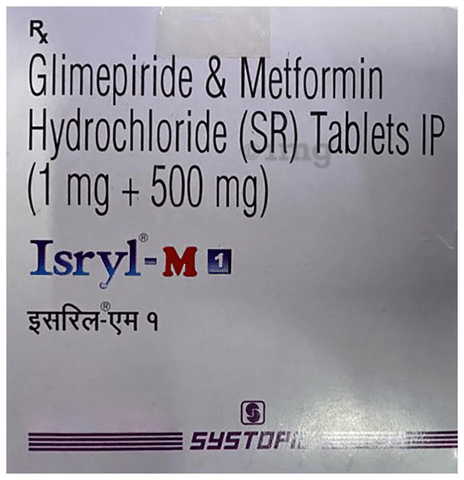 Rx
Glimepiride & Metformin
Hydrochloride (SR) Tablets IP
(1 mg + 500 mg)
Isryl®-M 1
इसरिल®-एम १